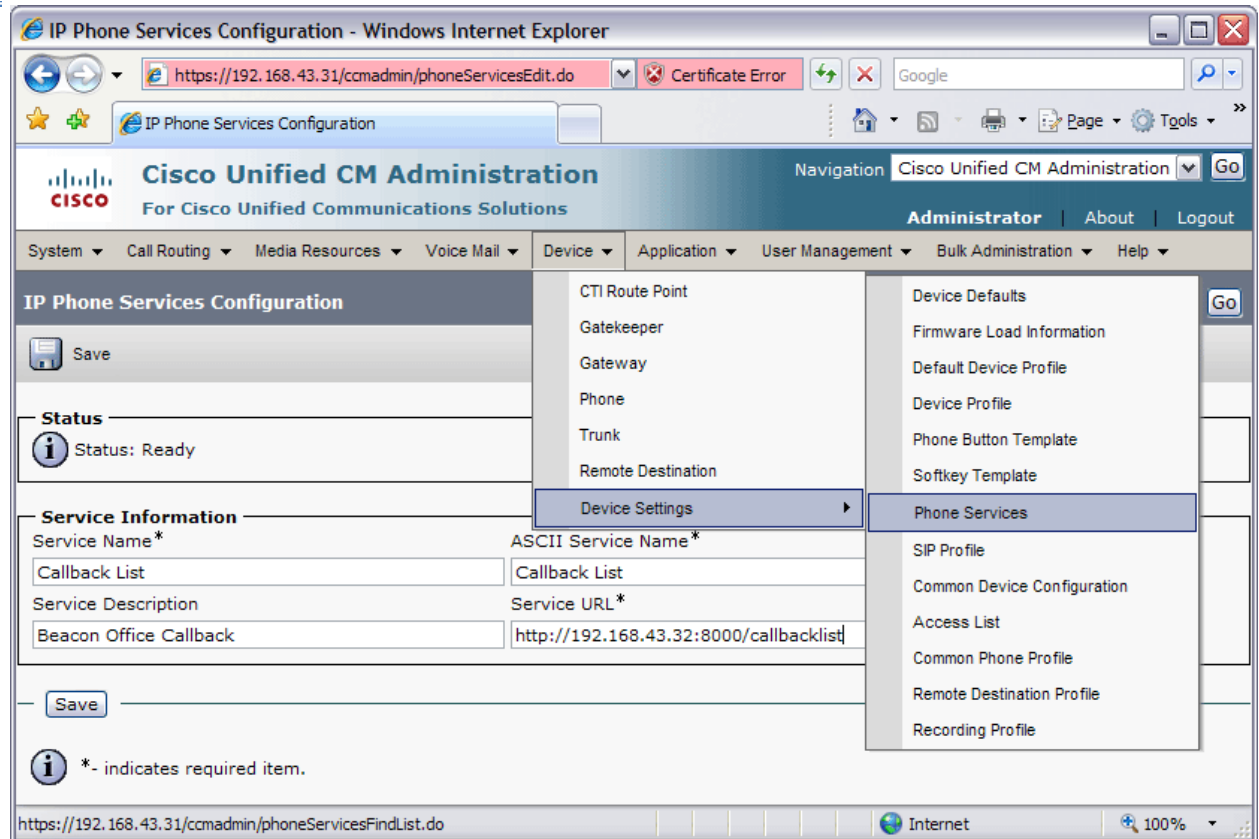 IP Phone Services Configuration - Windows Internet Explorer
https://192.168.43.31/ccmadmin/phoneServicesEdit.do Certificate Error Google
IP Phone Services Configuration Page Tools
CISCO Cisco Unified CM Administration
For Cisco Unified Communications Solutions
Navigation Cisco Unified CM Administration Go
Administrator | About | Logout
System Call Routing Media Resources Voice Mail Device Application User Management Bulk Administration Help
IP Phone Services Configuration Go
Save
Status
Status: Ready
Service Information
Service Name* ASCII Service Name*
Callback List Callback List
Service Description Service URL*
Beacon Office Callback http://192.168.43.32:8000/callbacklist
Save
*- indicates required item.
CTI Route Point
Gatekeeper
Gateway
Phone
Trunk
Remote Destination
Device Settings
Device Defaults
Firmware Load Information
Default Device Profile
Device Profile
Phone Button Template
Softkey Template
Phone Services
SIP Profile
Common Device Configuration
Access List
Common Phone Profile
Remote Destination Profile
Recording Profile
https://192.168.43.31/ccmadmin/phoneServicesFindList.do Internet 100%